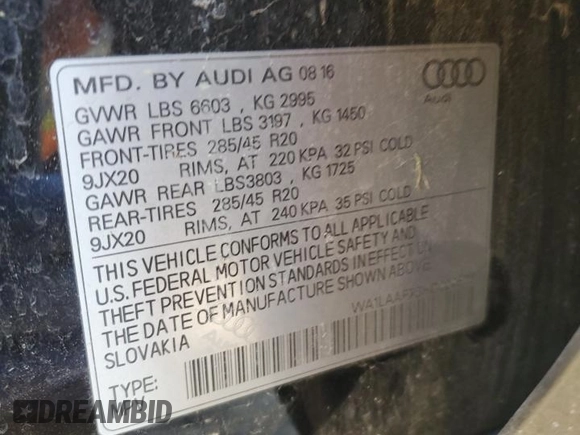 MFD. BY AUDI AG 08 16
Audi
GVWR LBS 6603 , KG 2995
GAWR FRONT LBS 3197 , KG 1450
FRONT-TIRES 285/45 R20
9JX20 RIMS, AT 220 KPA 32 PSI COLD
GAWR REAR LBS3803 , KG 1725
REAR-TIRES 285/45 R20
9JX20 RIMS, AT 240 KPA 35 PSI COLD
THIS VEHICLE CONFORMS TO ALL APPLICABLE
U.S. FEDERAL MOTOR VEHICLE SAFETY AND
THEFT PREVENTION STANDARDS IN EFFECT ON
THE DATE OF MANUFACTURE SHOWN ABOVE.
SLOVAKIA
TYPE:
DREAMBID